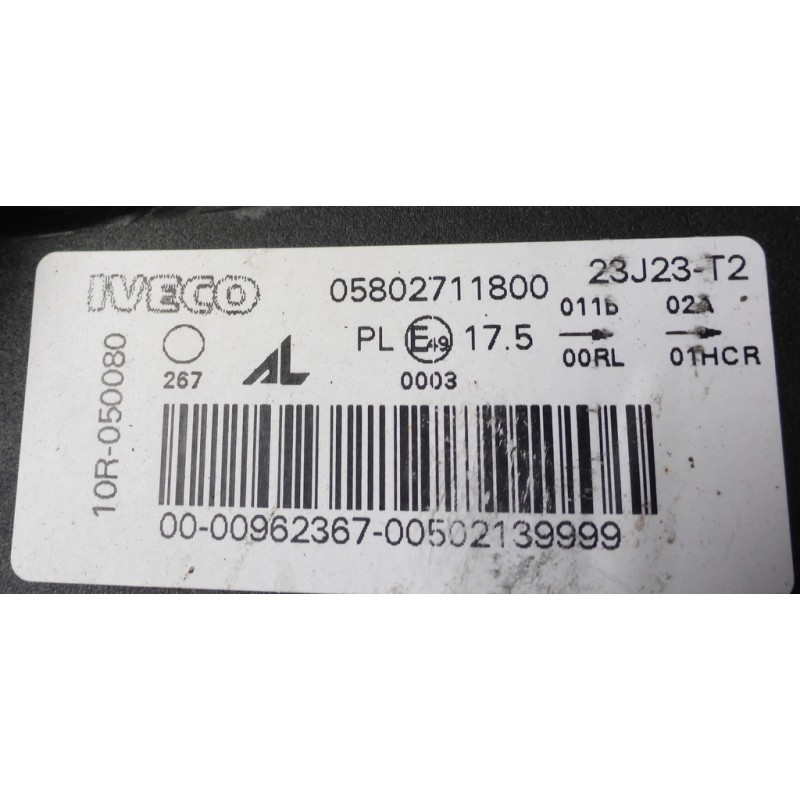 IVECO 05802711800 23J23-T2
011b 02A
PL E49 17.5
00RL 01HCR
267 AL 0003
10R-050080
00-00962367-00502139999